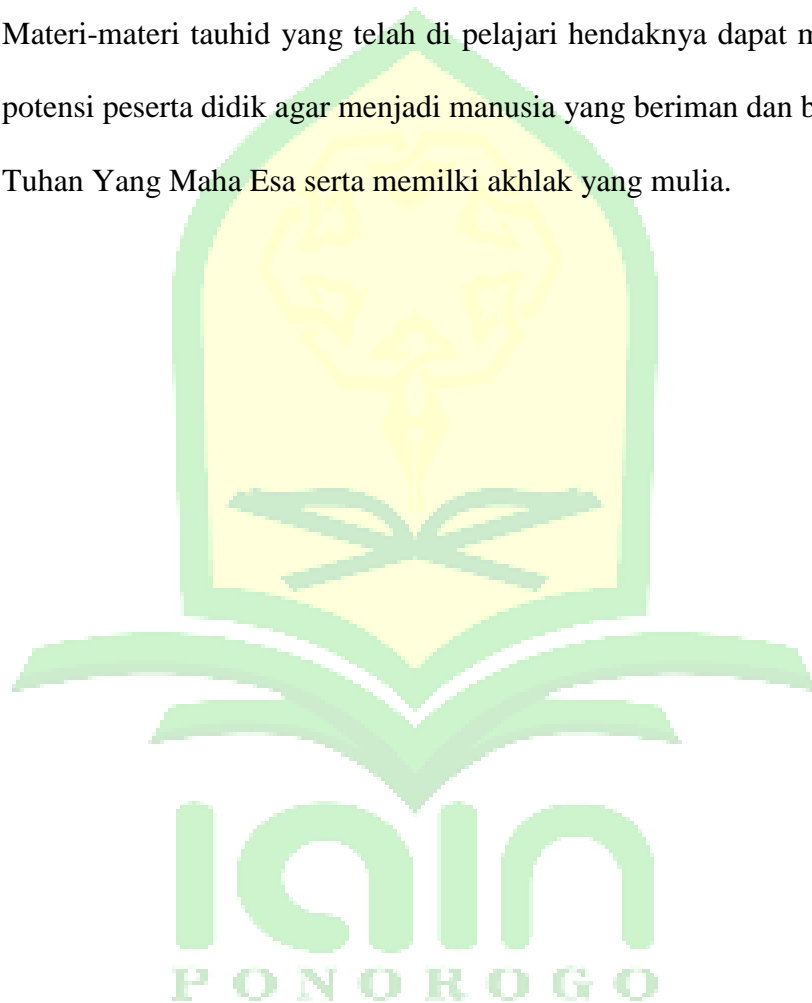 Materi-materi tauhid yang telah di pelajari hendaknya dapat
potensi peserta didik agar menjadi manusia yang beriman dan
Tuhan Yang Maha Esa serta memilki akhlak yang mulia.
iain
PONOROGO